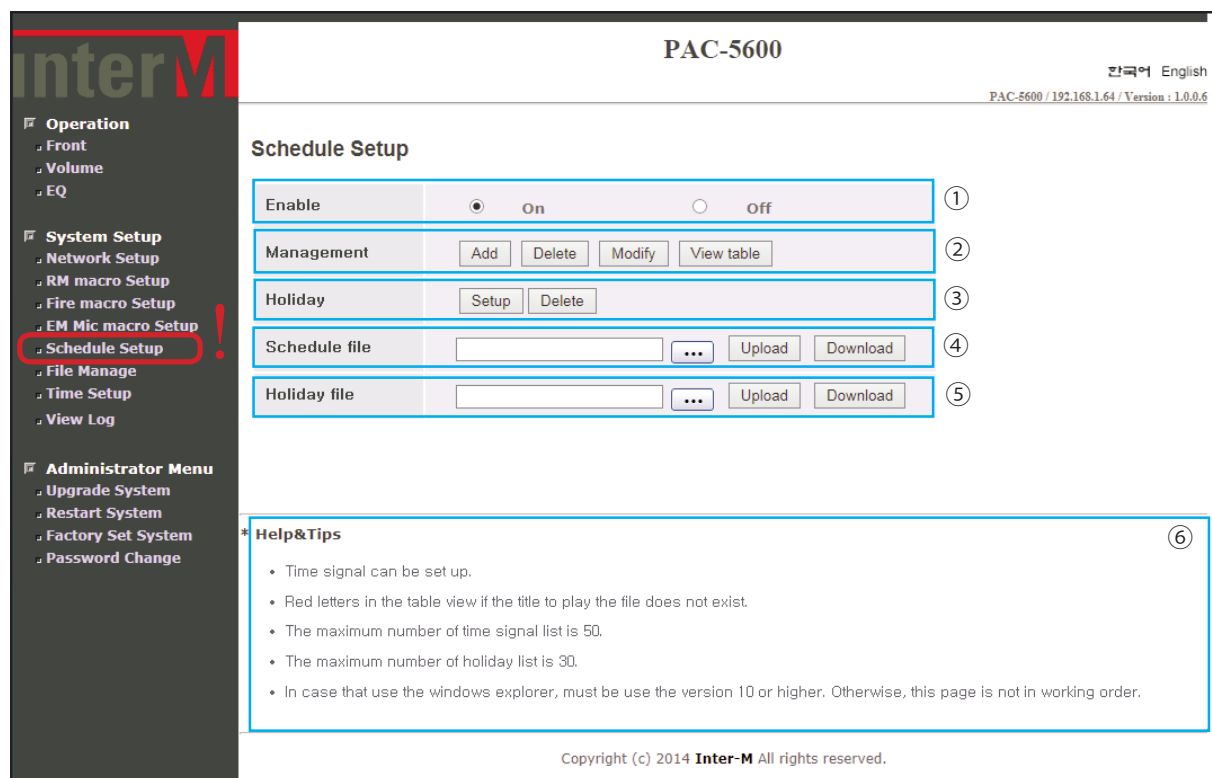 InterM
PAC-5600
한국어 English
PAC-5600 / 192.168.1.64 / Version : 1.0.0.6
Operation
Front
Volume
EQ
System Setup
Network Setup
RM macro Setup
Fire macro Setup
EM Mic macro Setup
Schedule Setup !
File Manage
Time Setup
View Log
Administrator Menu
Upgrade System
Restart System
Factory Set System
Password Change
Schedule Setup
Enable On Off ①
Management Add Delete Modify View table ②
Holiday Setup Delete ③
Schedule file ... Upload Download ④
Holiday file ... Upload Download ⑤
* Help&Tips ⑥
• Time signal can be set up.
• Red letters in the table view if the title to play the file does not exist.
• The maximum number of time signal list is 50.
• The maximum number of holiday list is 30.
• In case that use the windows explorer, must be use the version 10 or higher. Otherwise, this page is not in working order.
Copyright (c) 2014 Inter-M All rights reserved.